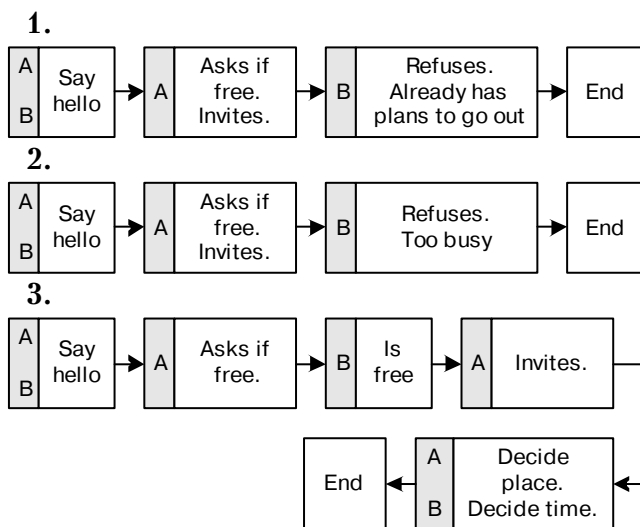 1.
A
B
Say
hello
A
Asks if
free.
Invites.
B
Refuses.
Already has
plans to go out
End
2.
A
B
Say
hello
A
Asks if
free.
Invites.
B
Refuses.
Too busy
End
3.
A
B
Say
hello
A
Asks if
free.
B
Is
free
A
Invites.
A
B
Decide
place.
Decide time.
End